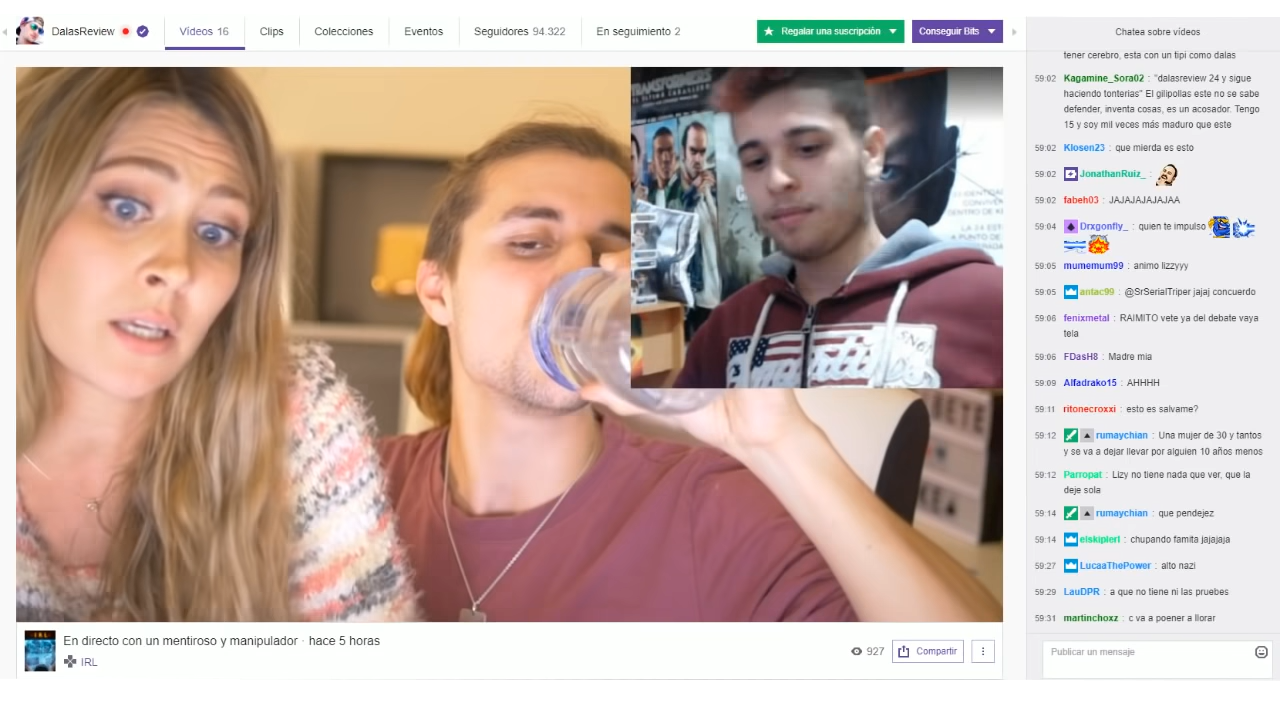 DalasReview
Vídeos 16
Clips
Colecciones
Eventos
Seguidores 94.322
En seguimiento 2
Regalar una suscripción
Conseguir Bits
Chatea sobre vídeos
TRANSFORMERS
EL ÚLTIMO CABALLERO
tener cerebro, esta con un tipi como dalas
59:02 Kagamine_Sora02 : "dalasreview 24 y sigue
haciendo tonterias" El gilipollas este no se sabe
defender, inventa cosas, es un acosador. Tengo
15 y soy mil veces más maduro que este
59:02 Klosen23 : que mierda es esto
59:02 JonathanRuiz_ :
59:02 fabeh03 : JAJAJAJAJAJAA
59:04 Drxgonfly_ : quien te impulso
59:05 mumemum99 : animo lizzyyy
59:05 antac99 : @SrSerialTriper jajaj concuerdo
59:06 fenixmetal : RAIMITO vete ya del debate vaya
tela
59:06 FDasH8 : Madre mia
59:09 Alfadrako15 : AHHHH
59:11 ritonecroxxi : esto es salvame?
59:12 rumaychian : Una mujer de 30 y tantos
y se va a dejar llevar por alguien 10 años menos
59:12 Parropat : Lizy no tiene nada que ver, que la
deje sola
59:14 rumaychian : que pendejez
59:14 elskipierl : chupando famita jajajaja
59:27 LucaaThePower : alto nazi
59:29 LauDPR : a que no tiene ni las pruebes
59:31 martinchoxz : c va a poener a llorar
Publicar un mensaje
IRL
En directo con un mentiroso y manipulador · hace 5 horas
IRL
927
Compartir